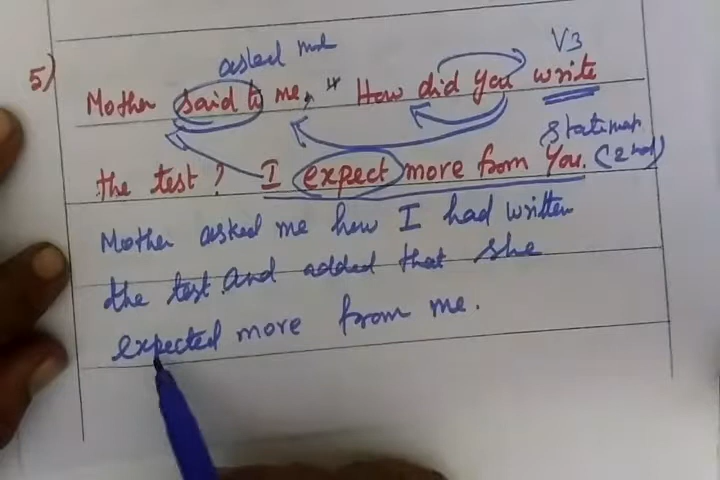 asked me V3
5) Mother said to me, " How did you write
the test? I expect more from You. (2nd)
Mother asked me how I had written
the test. and added that she
expected more from me.